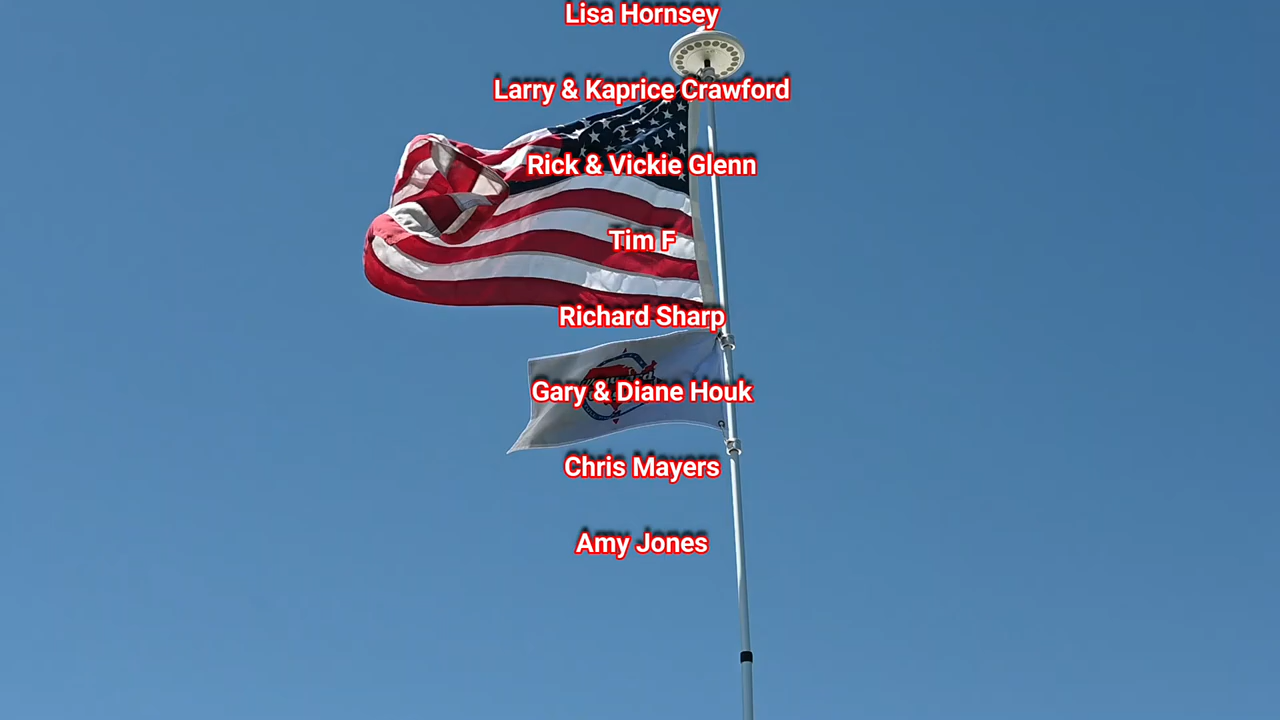 Lisa Hornsey
Larry & Kaprice Crawford
Rick & Vickie Glenn
Tim F
Richard Sharp
Gary & Diane Houk
Chris Mayers
Amy Jones